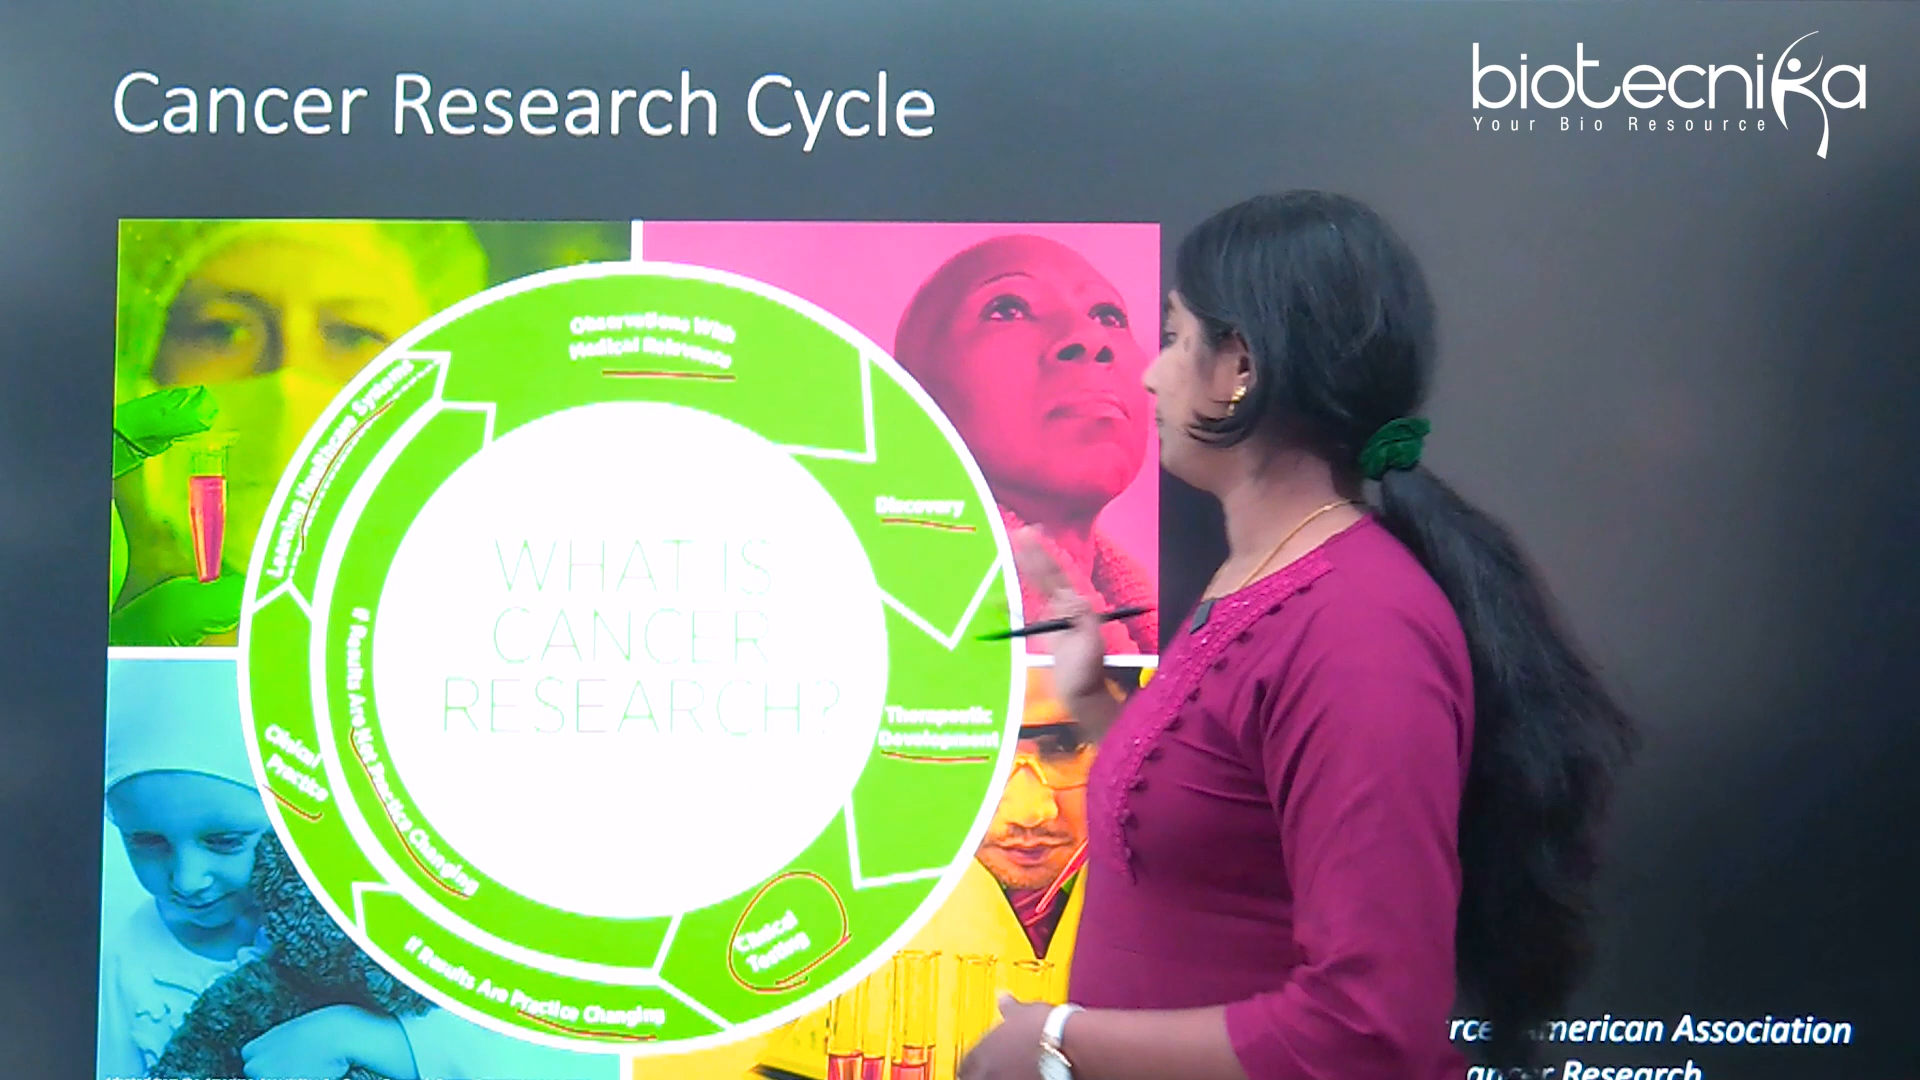 Cancer Research Cycle
biotecnika
Your Bio Resource
Observations With
Medical Relevance
Discovery
Therapeutic
Development
Clinical
Testing
If Results Are Practice Changing
If Results Are Not Practice Changing
Clinical
Practice
Learning Healthcare Systems
WHAT IS
CANCER
RESEARCH?
American Association
Research